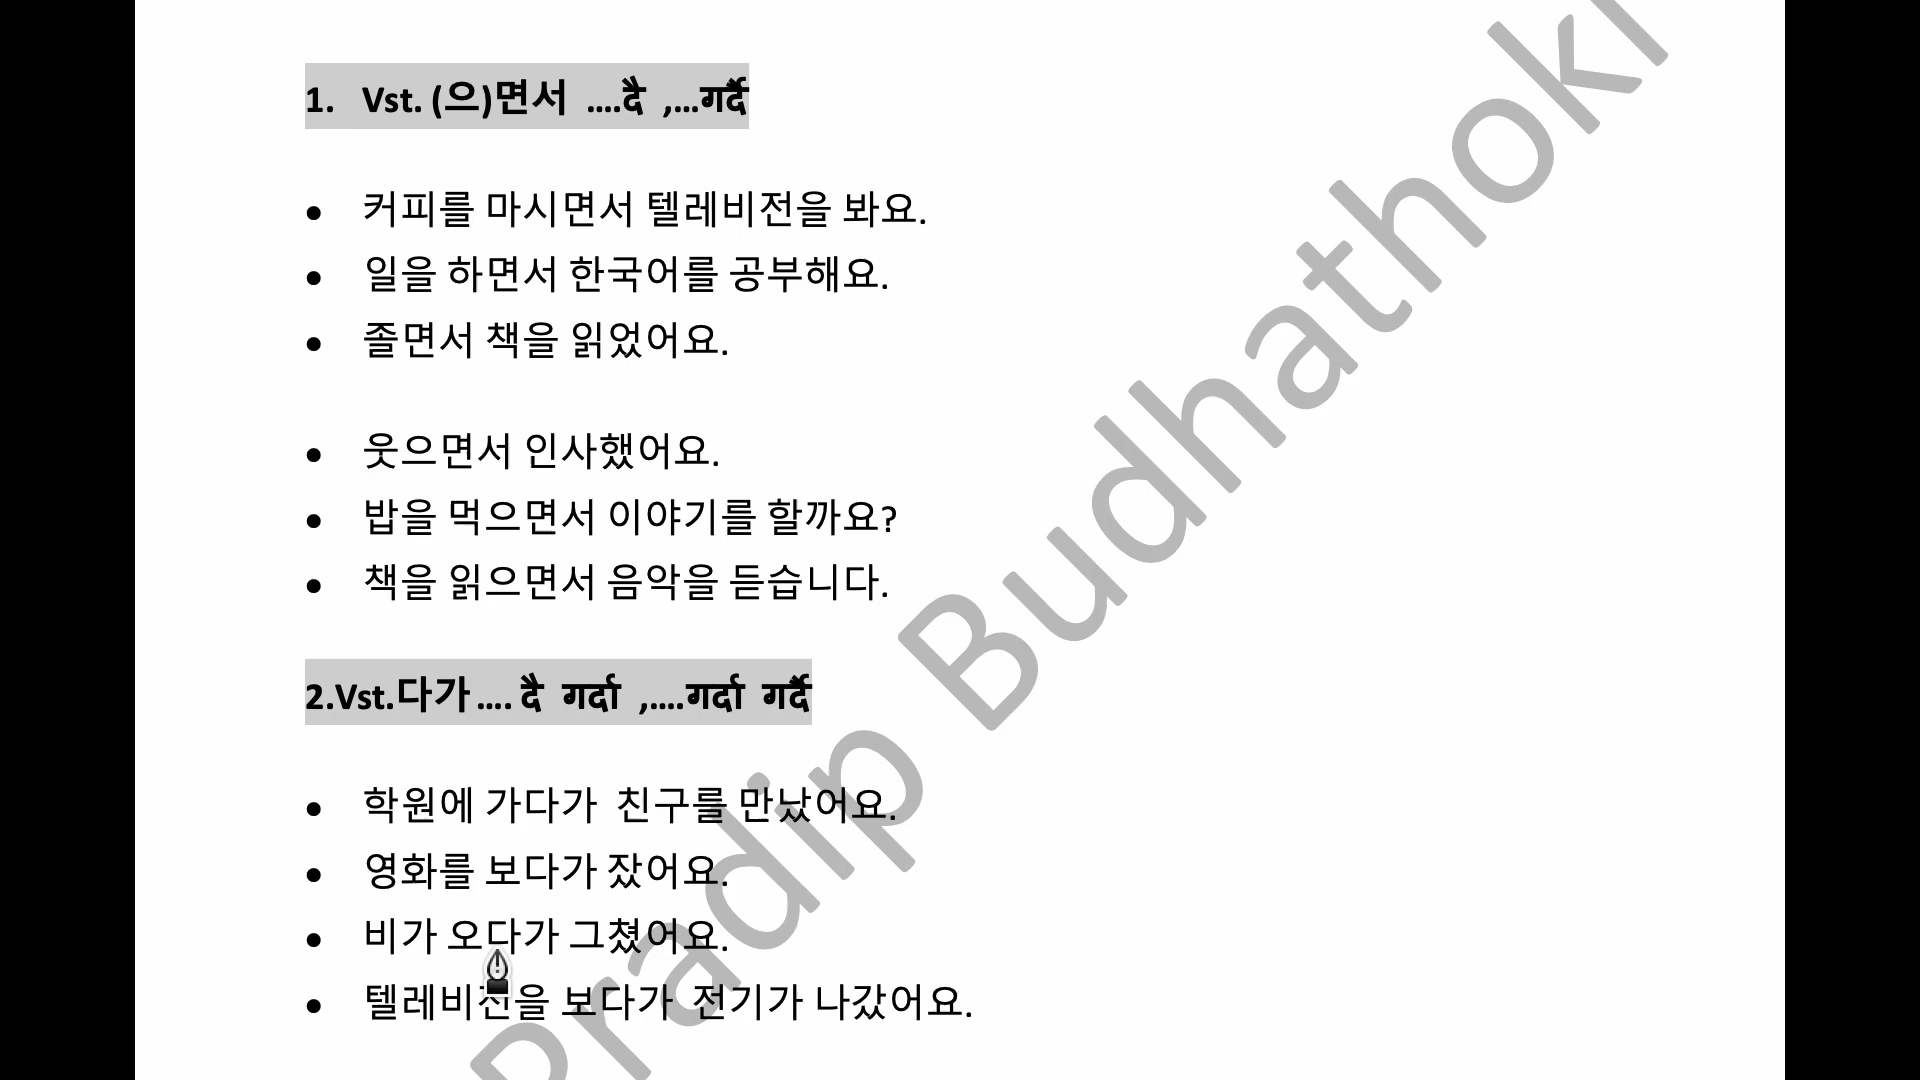 1. Vst. (으)면서 ....दै ,...गर्दै
• 커피를 마시면서 텔레비전을 봐요.
• 일을 하면서 한국어를 공부해요.
• 졸면서 책을 읽었어요.
• 웃으면서 인사했어요.
• 밥을 먹으면서 이야기를 할까요?
• 책을 읽으면서 음악을 듣습니다.
2.Vst.다가 .... दै गर्दा ,....गर्दा गर्दै
• 학원에 가다가 친구를 만났어요.
• 영화를 보다가 잤어요.
• 비가 오다가 그쳤어요.
• 텔레비전을 보다가 전기가 나갔어요.
Pradip Budhathoki